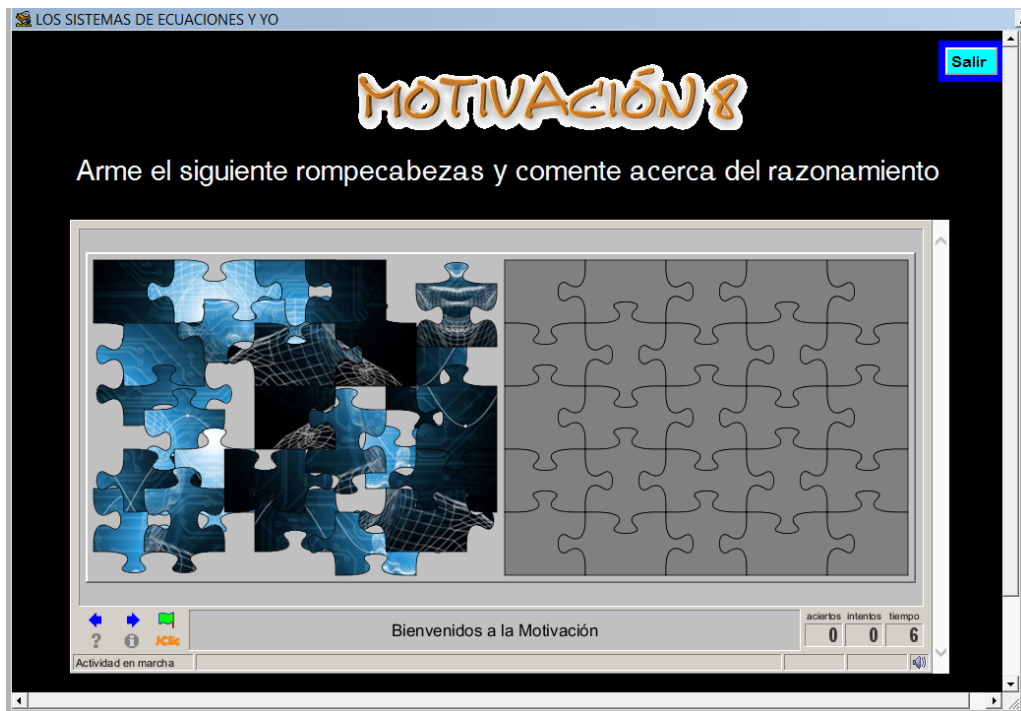 LOS SISTEMAS DE ECUACIONES Y YO
Salir
MOTIVACIÓN 8
Arme el siguiente rompecabezas y comente acerca del razonamiento
Bienvenidos a la Motivación
aciertos intentos tiempo
0 0 6
? i JClic
Actividad en marcha